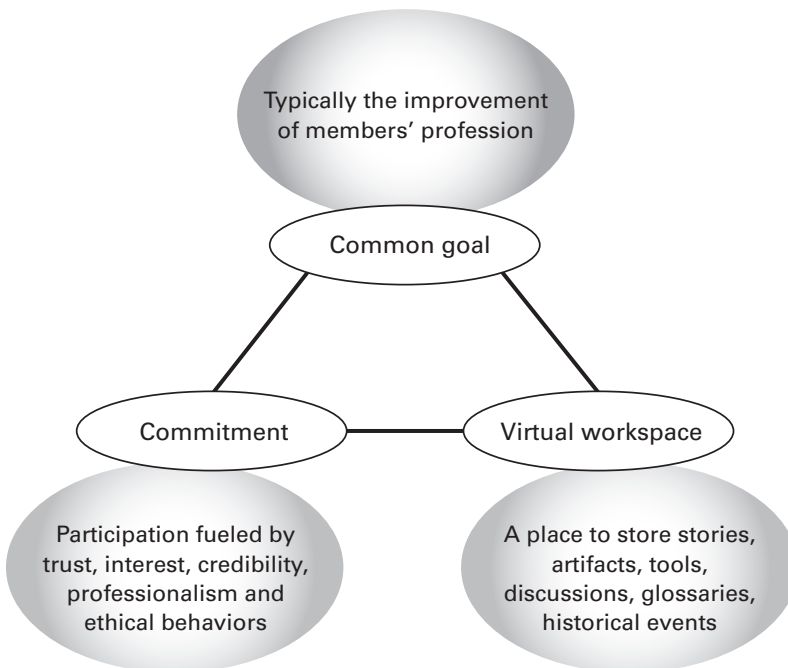 Typically the improvement
of members’ profession
Common goal
Commitment
Virtual workspace
Participation fueled by
trust, interest, credibility,
professionalism and
ethical behaviors
A place to store stories,
artifacts, tools,
discussions, glossaries,
historical events